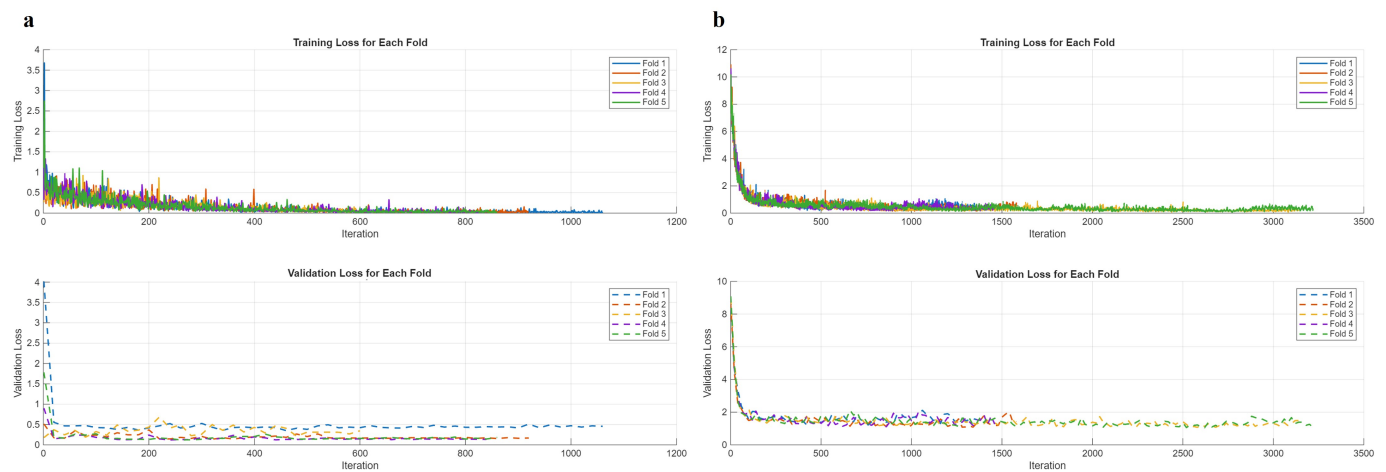 a
Training Loss for Each Fold
Training Loss
4
3.5
3
2.5
2
1.5
1
0.5
0
0 200 400 600 800 1000 1200
Iteration
Fold 1
Fold 2
Fold 3
Fold 4
Fold 5
Validation Loss for Each Fold
Validation Loss
4
3.5
3
2.5
2
1.5
1
0.5
0
0 200 400 600 800 1000 1200
Iteration
Fold 1
Fold 2
Fold 3
Fold 4
Fold 5
b
Training Loss for Each Fold
Training Loss
12
10
8
6
4
2
0
0 500 1000 1500 2000 2500 3000 3500
Iteration
Fold 1
Fold 2
Fold 3
Fold 4
Fold 5
Validation Loss for Each Fold
Validation Loss
10
8
6
4
2
0
0 500 1000 1500 2000 2500 3000 3500
Iteration
Fold 1
Fold 2
Fold 3
Fold 4
Fold 5